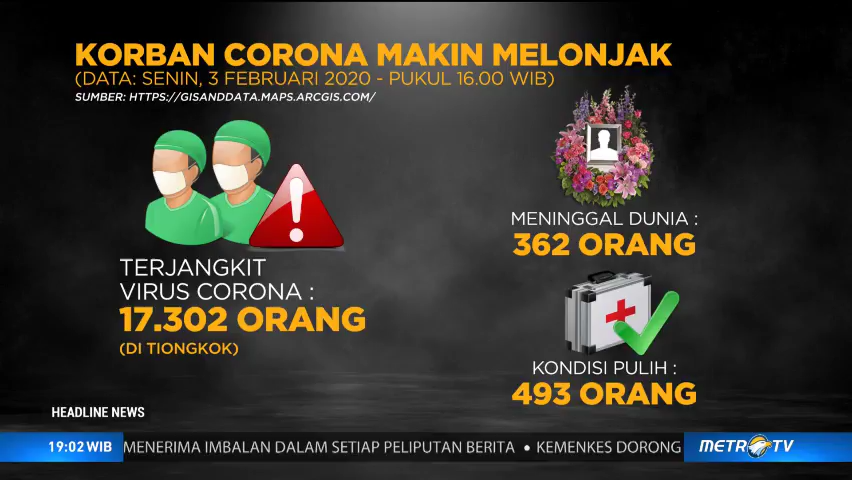 KORBAN CORONA MAKIN MELONJAK
(DATA: SENIN, 3 FEBRUARI 2020 - PUKUL 16.00 WIB)
SUMBER: HTTPS://GISANDDATA.MAPS.ARCGIS.COM/
TERJANGKIT
VIRUS CORONA :
17.302 ORANG
(DI TIONGKOK)
MENINGGAL DUNIA :
362 ORANG
KONDISI PULIH :
493 ORANG
HEADLINE NEWS
19:02 WIB MENERIMA IMBALAN DALAM SETIAP PELIPUTAN BERITA • KEMENKES DORONG METRO TV